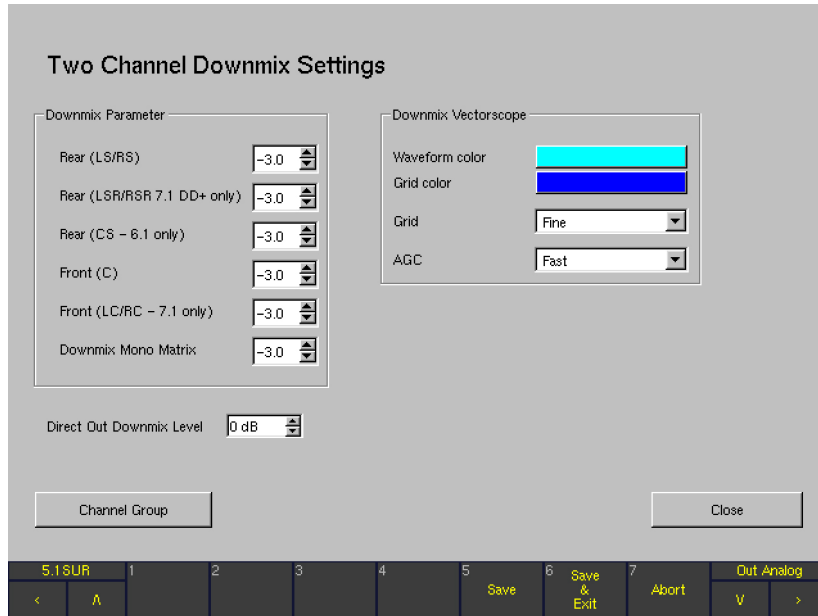 Two Channel Downmix Settings
Downmix Parameter
Rear (LS/RS) -3.0
Rear (LSR/RSR 7.1 DD+ only) -3.0
Rear (CS - 6.1 only) -3.0
Front (C) -3.0
Front (LC/RC - 7.1 only) -3.0
Downmix Mono Matrix -3.0
Downmix Vectorscope
Waveform color
Grid color
Grid Fine
AGC Fast
Direct Out Downmix Level 0 dB
Channel Group
Close
5.1SUR
< Λ
1
2
3
4
5 Save
6 Save
&
Exit
7 Abort
Out Analog
V >